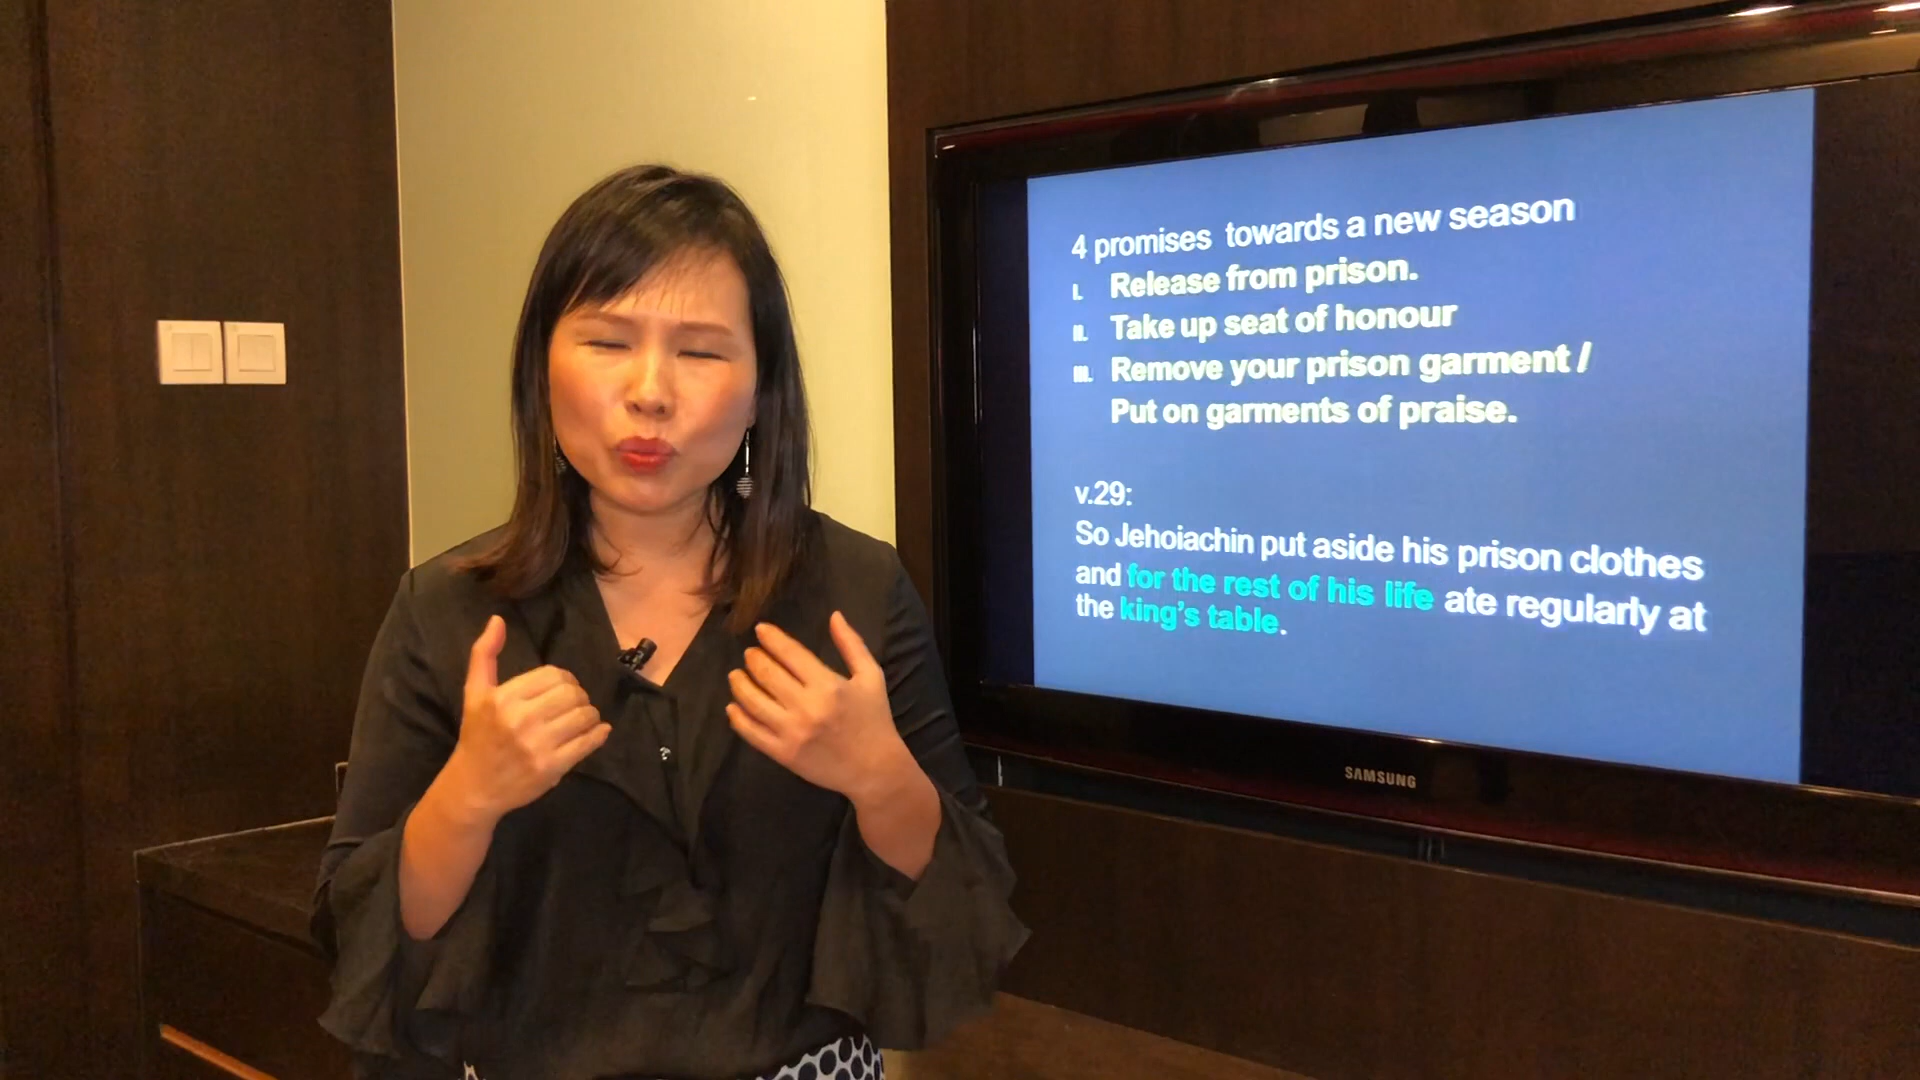 4 promises towards a new season
I. Release from prison.
II. Take up seat of honour
III. Remove your prison garment /
Put on garments of praise.
v.29:
So Jehoiachin put aside his prison clothes
and for the rest of his life ate regularly at
the king's table.
SAMSUNG